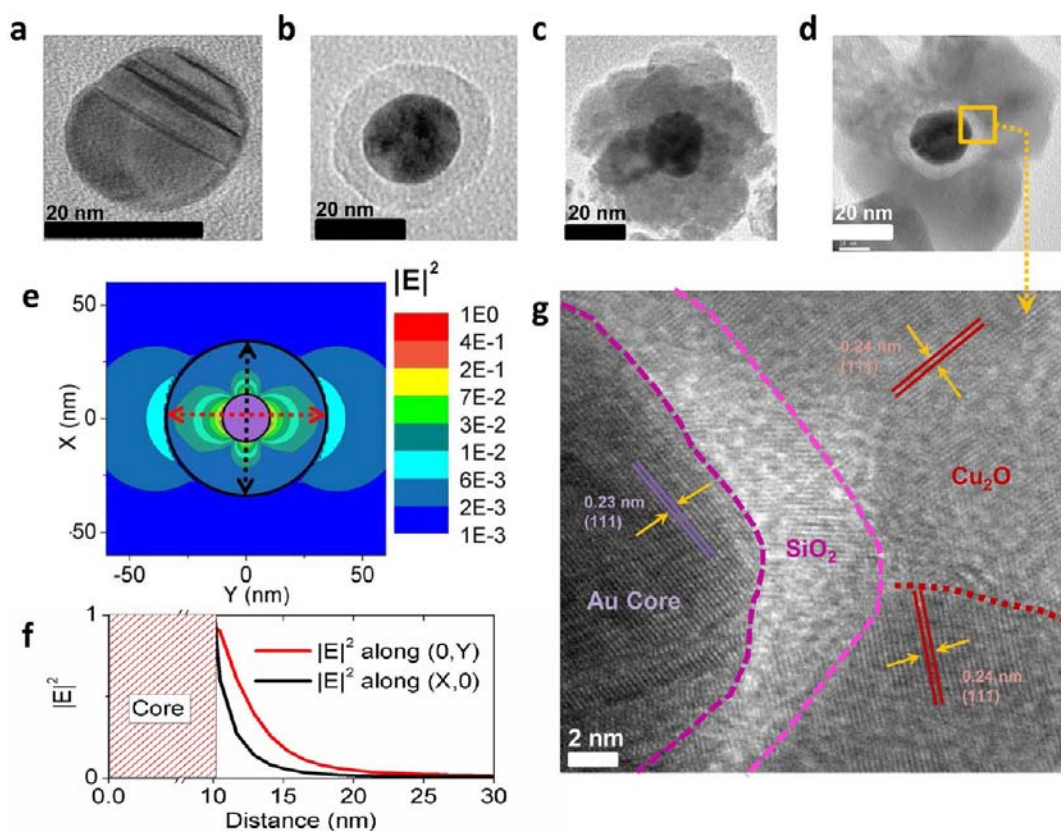 a
b
c
d
20 nm
20 nm
20 nm
20 nm
e
|E|²
50
0
-50
X (nm)
-50
0
50
Y (nm)
1E0
4E-1
2E-1
7E-2
3E-2
1E-2
6E-3
2E-3
1E-3
f
1
0
|E|²
Core
|E|² along (0,Y)
|E|² along (X,0)
0.0
10
15
20
25
30
Distance (nm)
g
0.24 nm
(111)
Cu₂O
0.23 nm
(111)
SiO₂
Au Core
0.24 nm
(111)
2 nm